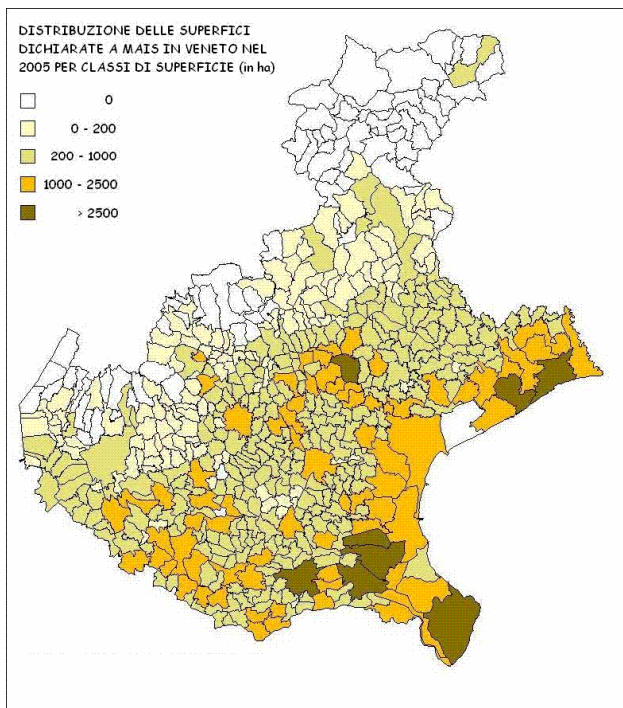 DISTRIBUZIONE DELLE SUPERFICI
DICHIARATE A MAIS IN VENETO NEL
2005 PER CLASSI DI SUPERFICIE (in ha)
0
0 - 200
200 - 1000
1000 - 2500
> 2500